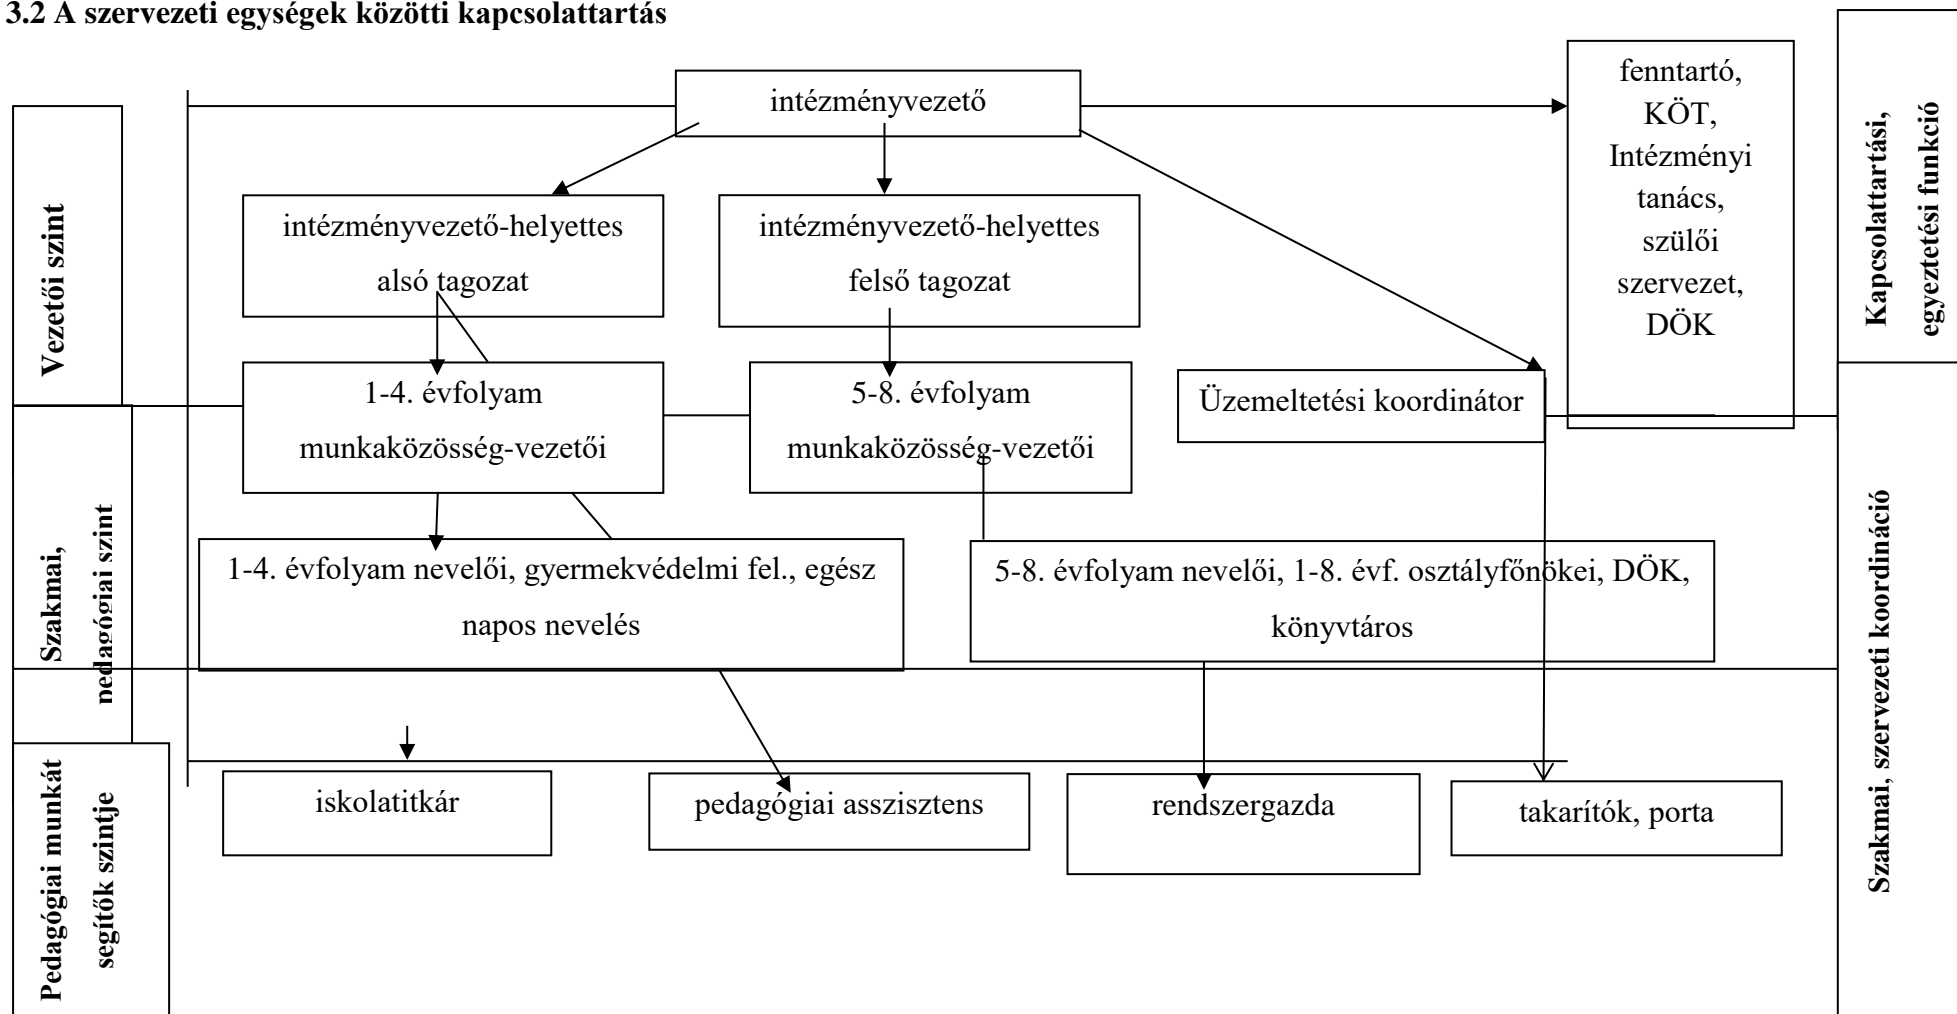 3.2 A szervezeti egységek közötti kapcsolattartás
intézményvezető
fenntartó,
KÖT,
Intézményi
tanács,
szülői
szervezet,
DÖK
Kapcsolattartási,
egyeztetési funkció
Vezetői szint
intézményvezető-helyettes
alsó tagozat
intézményvezető-helyettes
felső tagozat
1-4. évfolyam
munkaközösség-vezetői
5-8. évfolyam
munkaközösség-vezetői
Üzemeltetési koordinátor
Szakmai,
pedagógiai szint
1-4. évfolyam nevelői, gyermekvédelmi fel., egész
napos nevelés
5-8. évfolyam nevelői, 1-8. évf. osztályfőnökei, DÖK,
könyvtáros
Szakmai, szervezeti koordináció
Pedagógiai munkát
segítők szintje
iskolatitkár
pedagógiai asszisztens
rendszergazda
takarítók, porta